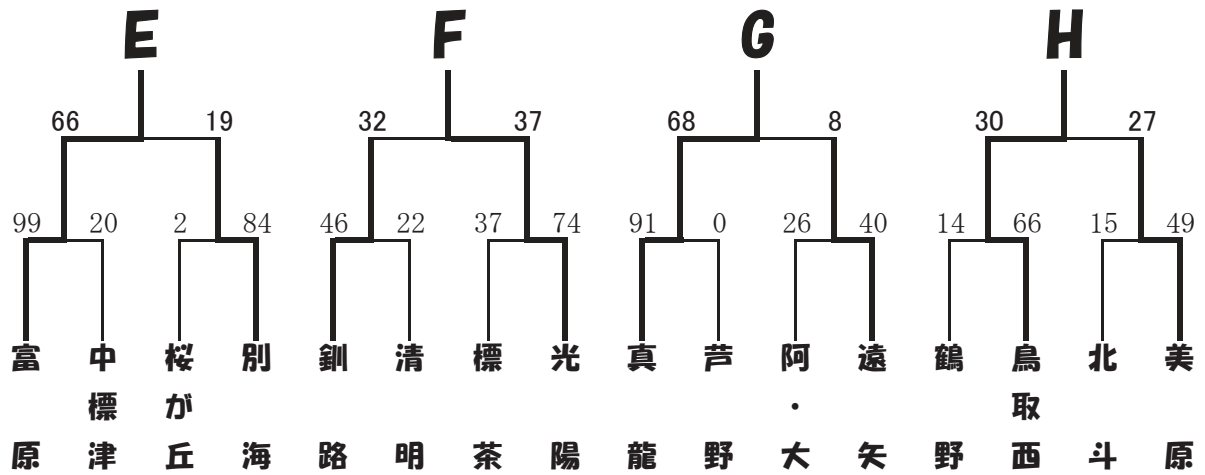 E F G H
66 19 32 37 68 8 30 27
99 20 2 84 46 22 37 74 91 0 26 40 14 66 15 49
富原
中標津
桜が丘
別海
釧路
清明
標茶
光陽
真龍
芦野
阿・大
遠矢
鶴野
鳥取西
北斗
美原